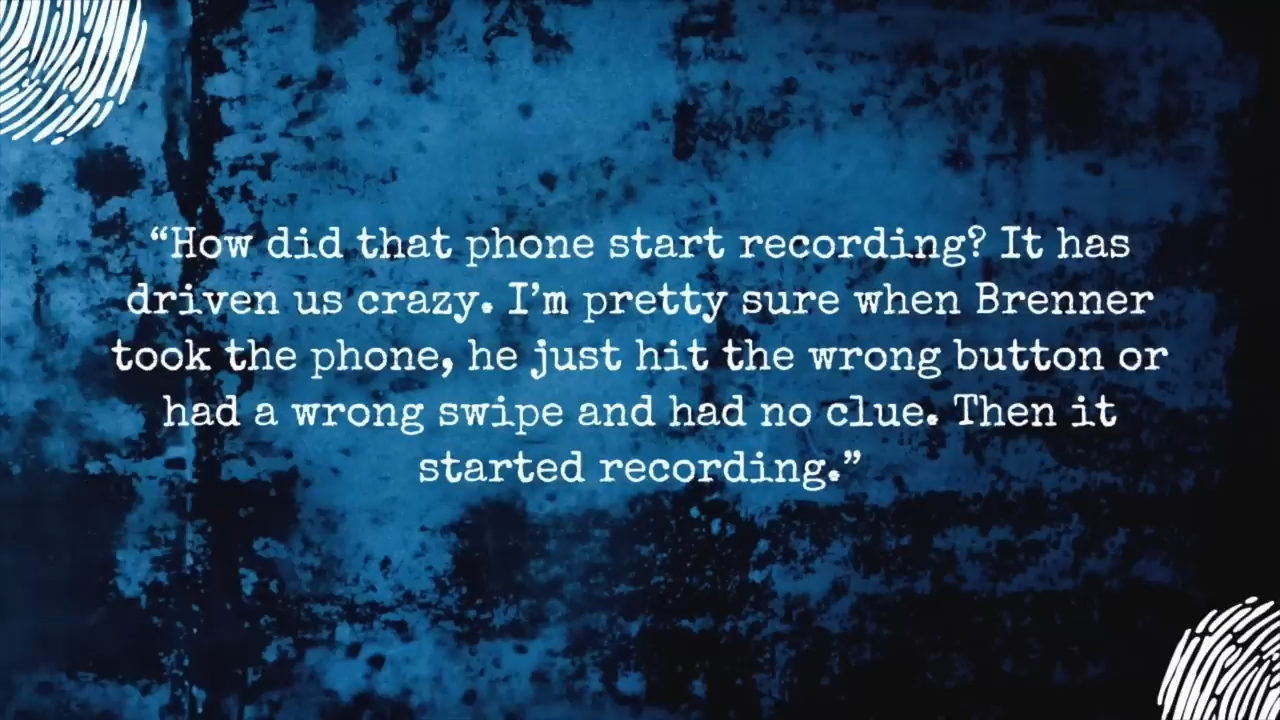 “How did that phone start recording? It has
driven us crazy. I’m pretty sure when Brenner
took the phone, he just hit the wrong button or
had a wrong swipe and had no clue. Then it
started recording.”